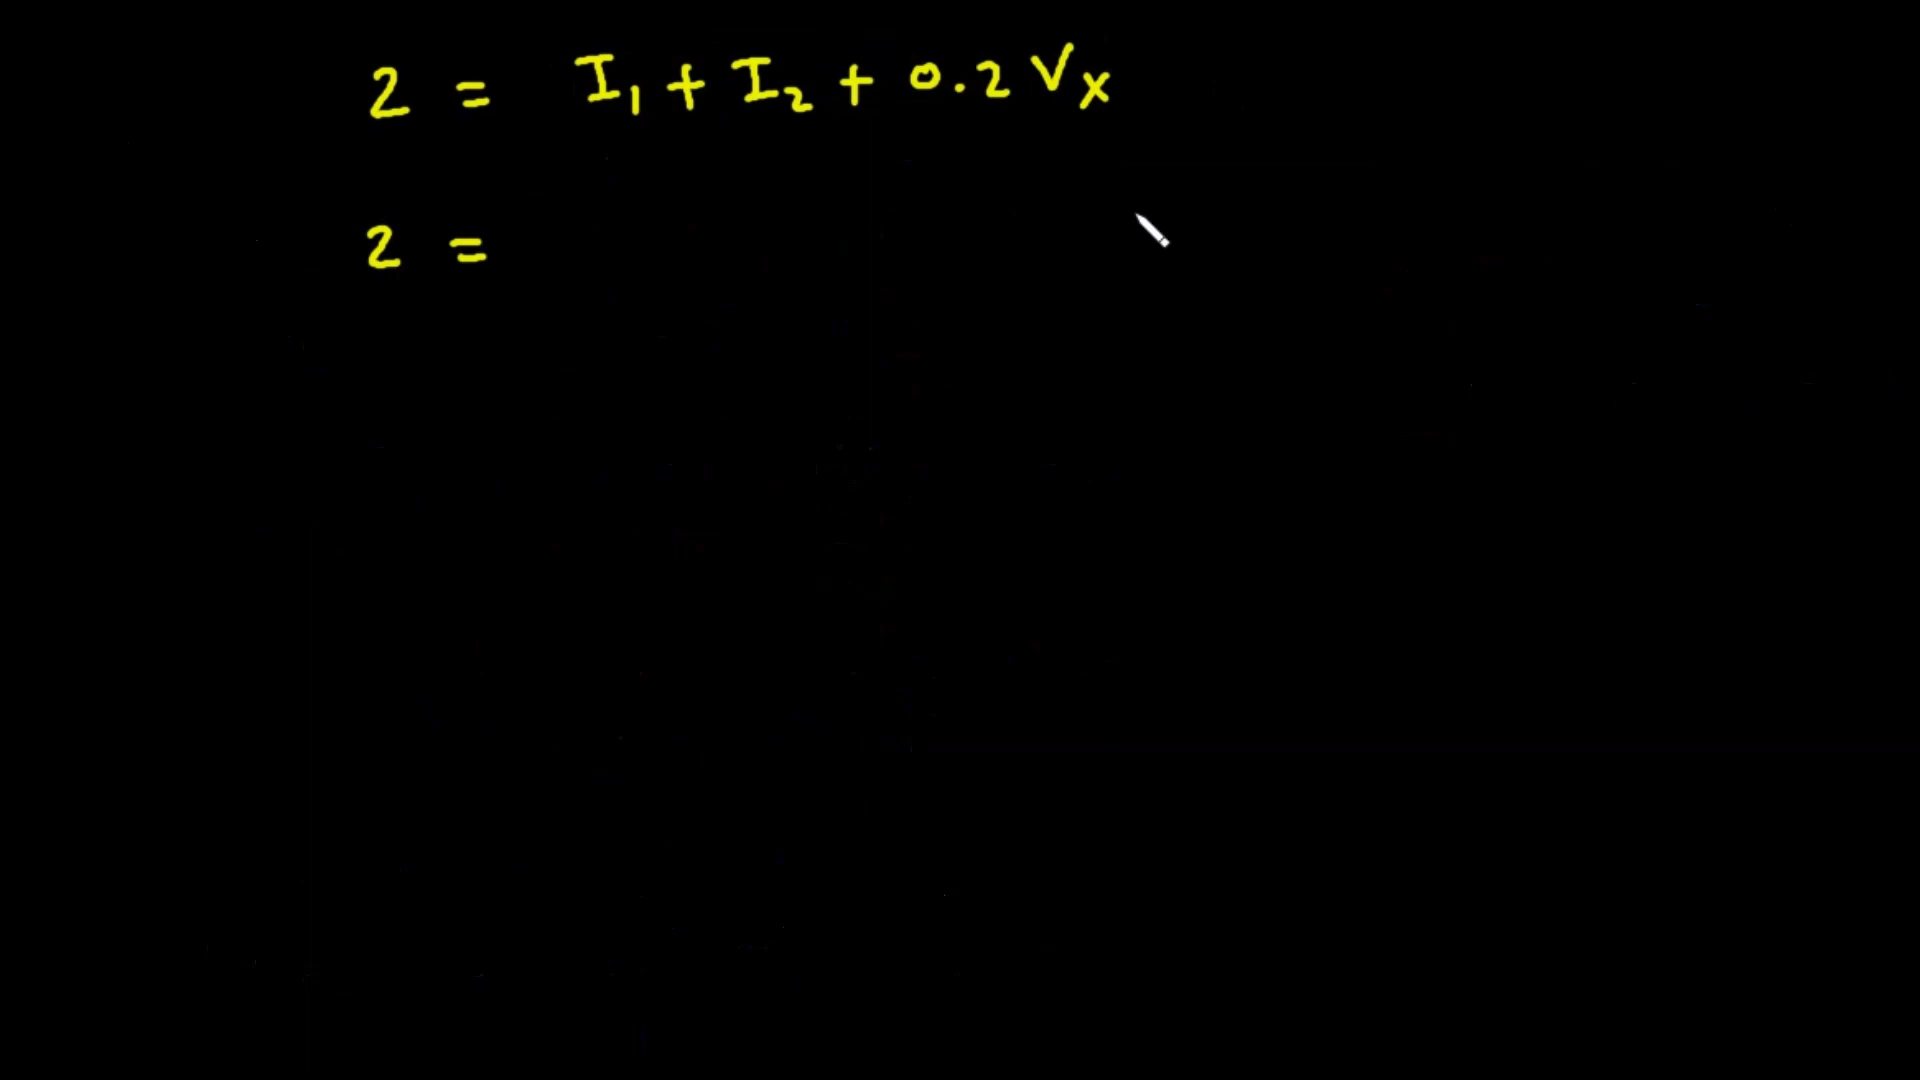 2 = I₁ + I₂ + 0.2 Vₓ
2 =